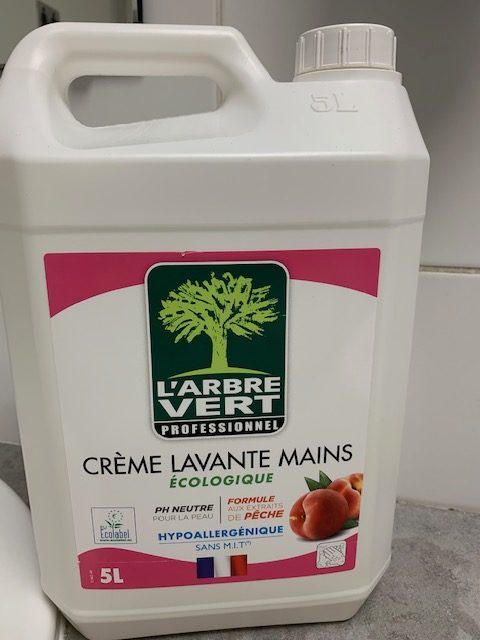 5L
L'ARBRE
VERT
PROFESSIONNEL
CRÈME LAVANTE MAINS
ÉCOLOGIQUE
PH NEUTRE
POUR LA PEAU
FORMULE
AUX EXTRAITS
DE PÊCHE
Ecolabel
HYPOALLERGÉNIQUE
SANS M.I.T(*)
5L